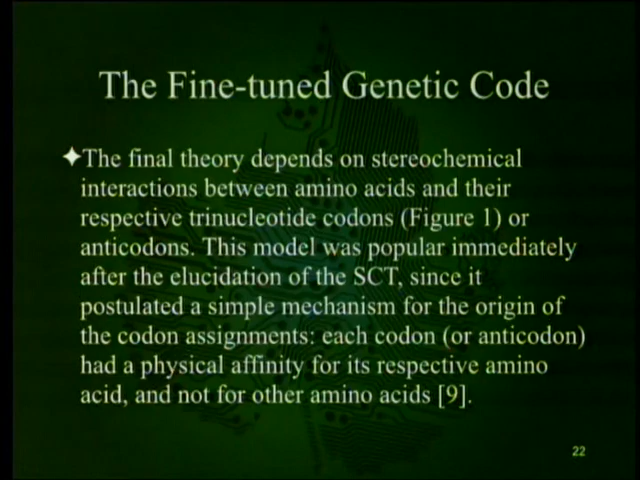 The Fine-tuned Genetic Code
✦The final theory depends on stereochemical
interactions between amino acids and their
respective trinucleotide codons (Figure 1) or
anticodons. This model was popular immediately
after the elucidation of the SCT, since it
postulated a simple mechanism for the origin of
the codon assignments: each codon (or anticodon)
had a physical affinity for its respective amino
acid, and not for other amino acids [9].
22